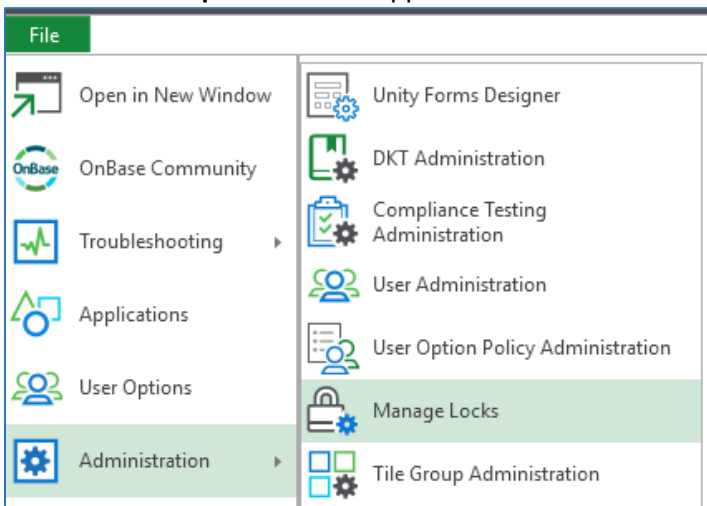 File
Open in New Window
OnBase
OnBase Community
Troubleshooting
Applications
User Options
Administration
Unity Forms Designer
DKT Administration
Compliance Testing
Administration
User Administration
User Option Policy Administration
Manage Locks
Tile Group Administration